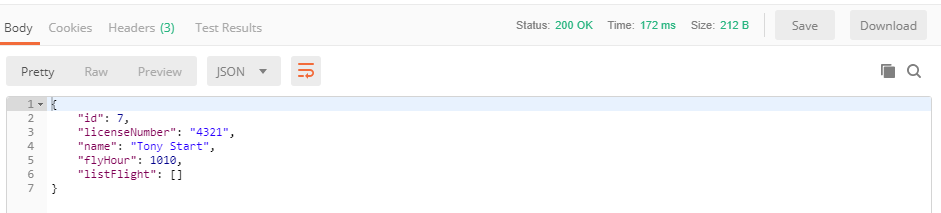 Body Cookies Headers (3) Test Results Status: 200 OK Time: 172 ms Size: 212 B Save Download
Pretty Raw Preview JSON
1 {
2 "id": 7,
3 "licenseNumber": "4321",
4 "name": "Tony Start",
5 "flyHour": 1010,
6 "listFlight": []
7 }